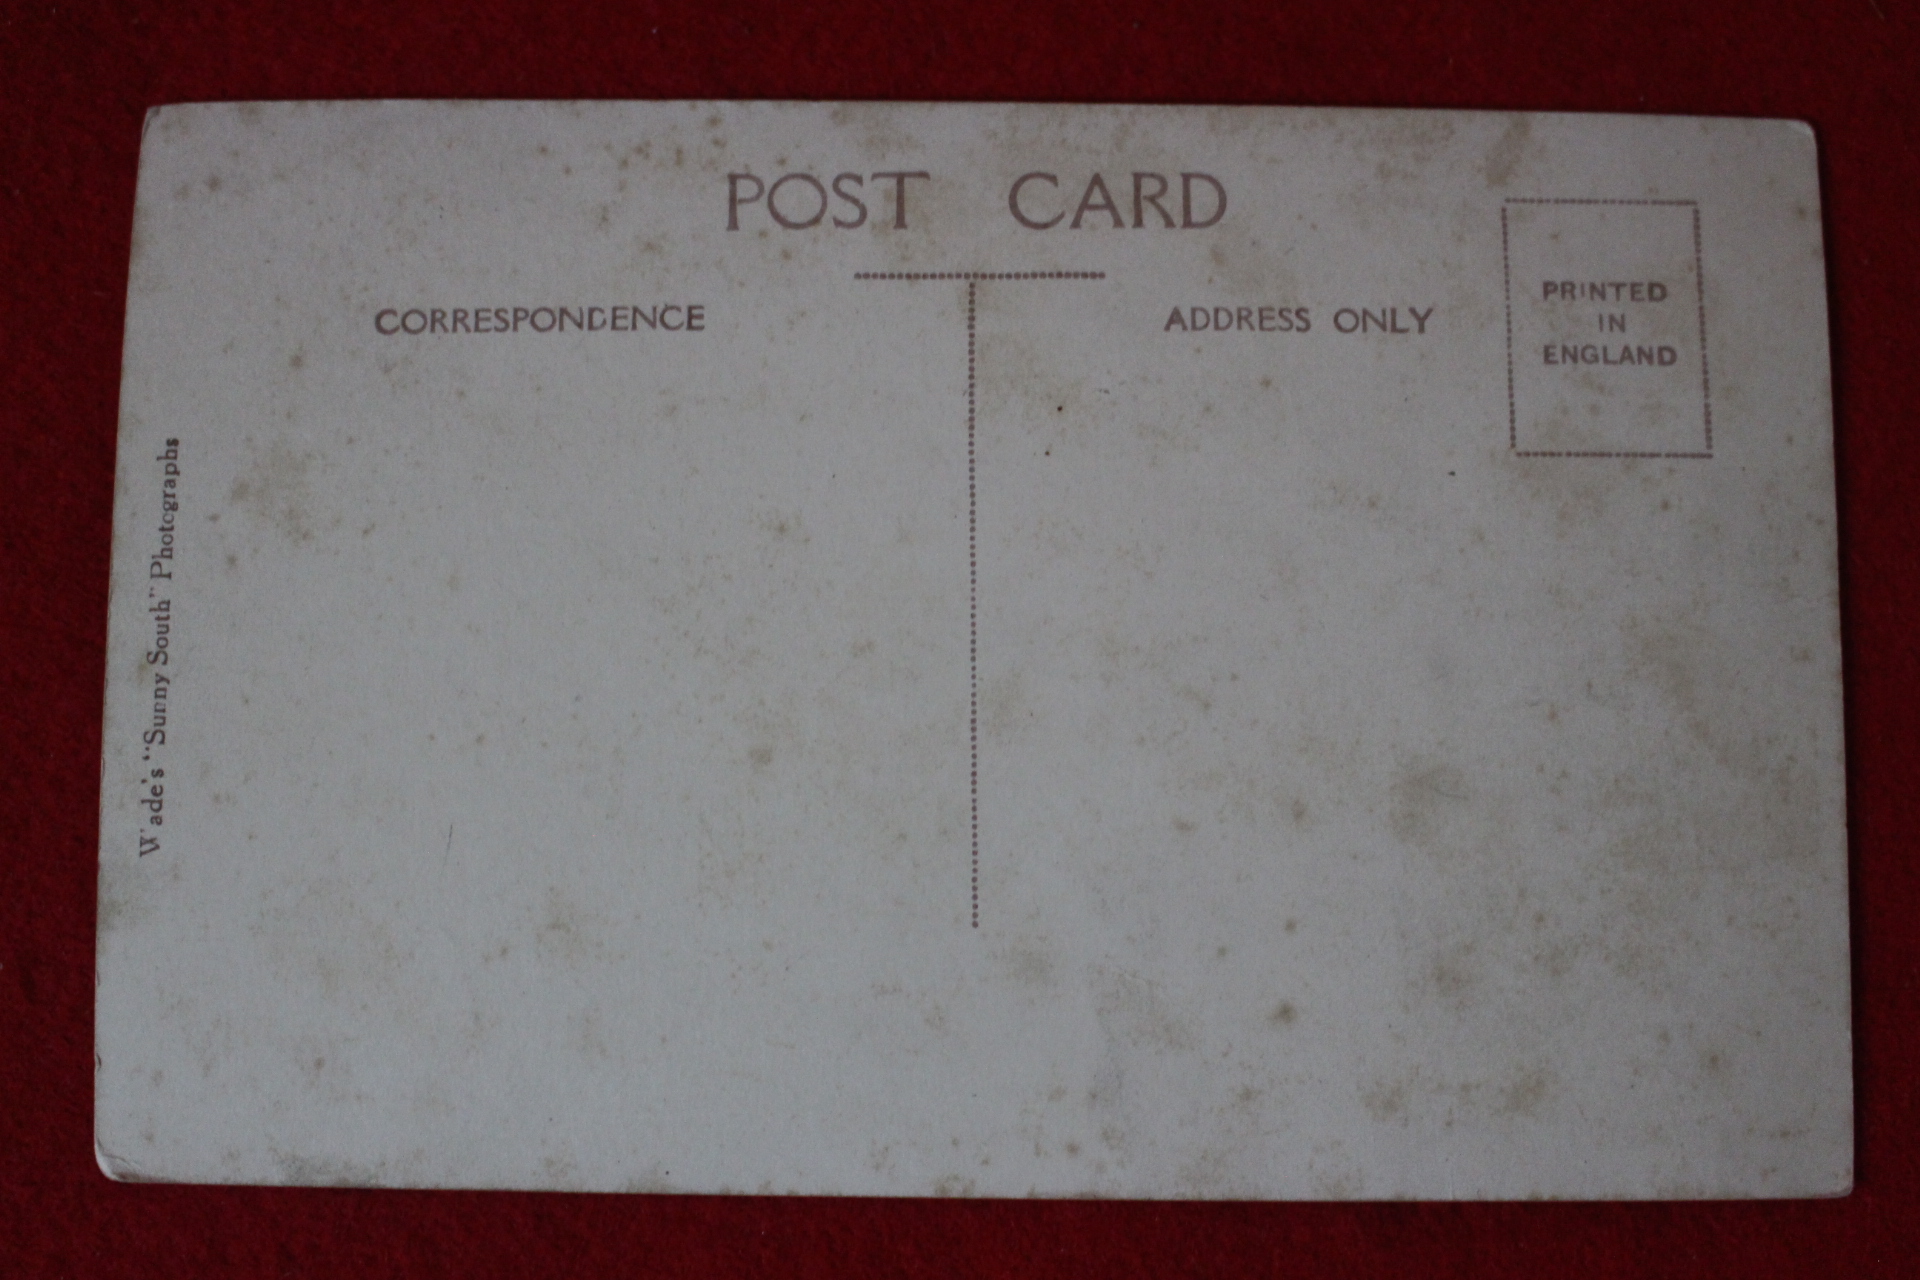 POST CARD
CORRESPONDENCE
ADDRESS ONLY
PRINTED
IN
ENGLAND
Wade's "Sunny South" Photographs